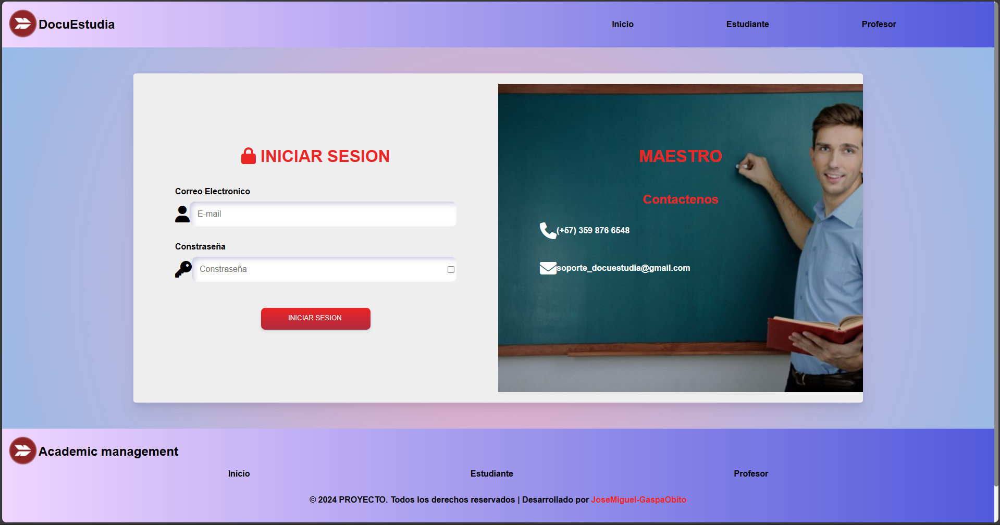 DocuEstudia
Inicio
Estudiante
Profesor
INICIAR SESION
Correo Electronico
E-mail
Constraseña
Constraseña
INICIAR SESION
MAESTRO
Contactenos
(+57) 359 876 6548
soporte_docuestudia@gmail.com
Academic management
Inicio
Estudiante
Profesor
© 2024 PROYECTO. Todos los derechos reservados | Desarrollado por JoseMiguel-GaspaObito